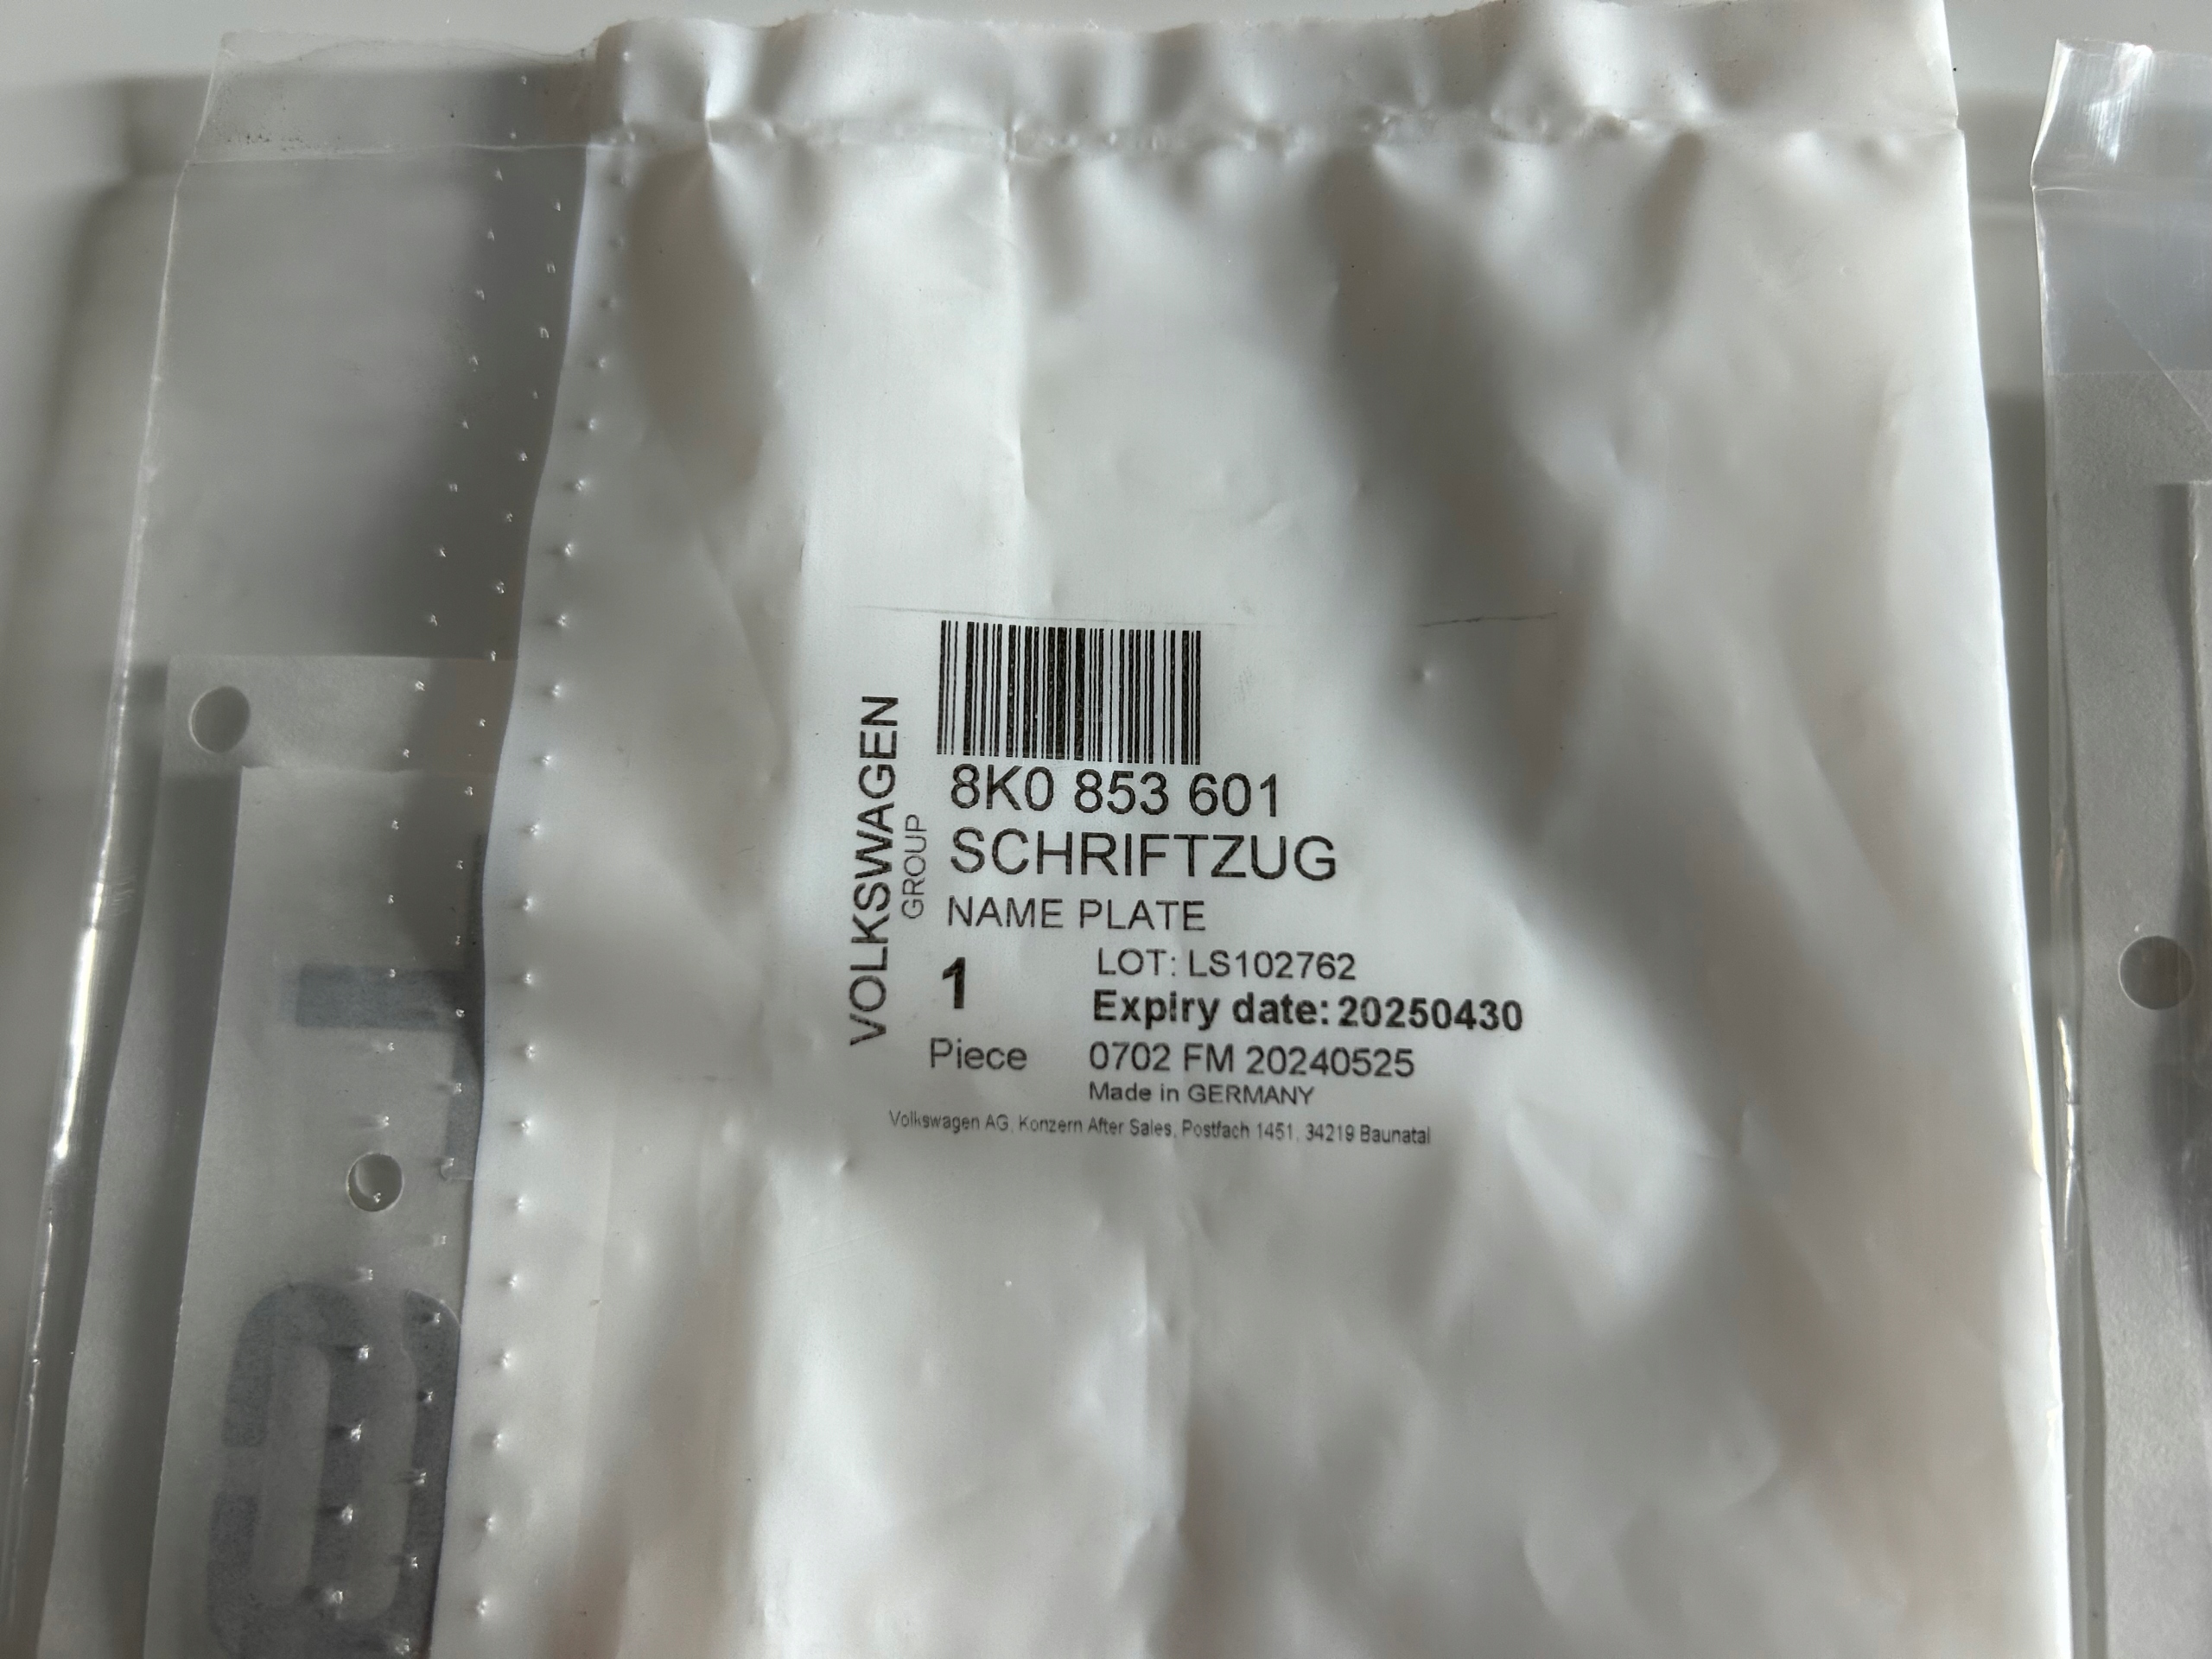 VOLKSWAGEN
GROUP
8K0 853 601
SCHRIFTZUG
NAME PLATE
1
Piece
LOT: LS102762
Expiry date: 20250430
0702 FM 20240525
Made in GERMANY
Volkswagen AG, Konzern After Sales, Postfach 1451, 34219 Baunatal